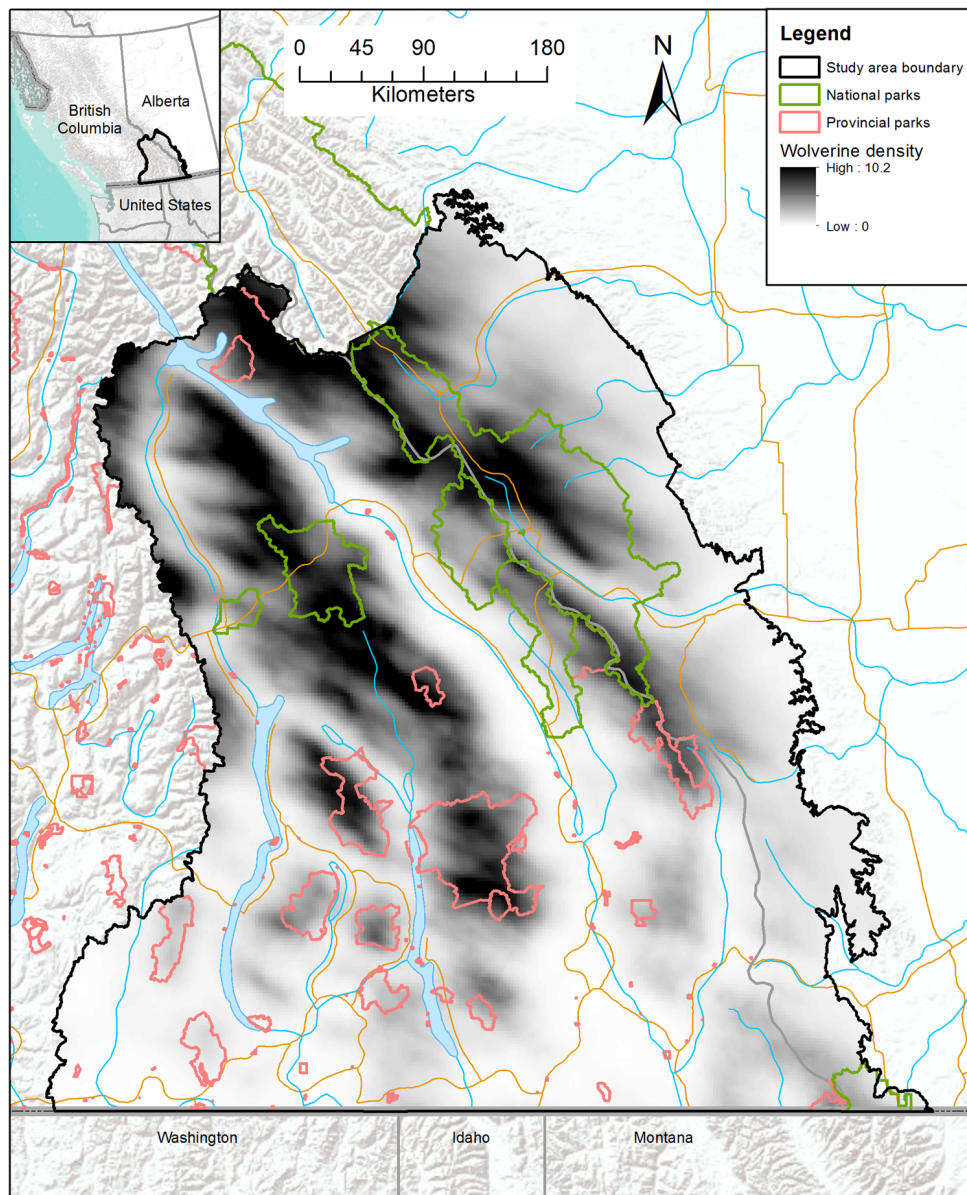 Alberta
British
Columbia
United States
0 45 90 180
Kilometers
N
Legend
Study area boundary
National parks
Provincial parks
Wolverine density
High : 10.2
Low : 0
Washington
Idaho
Montana